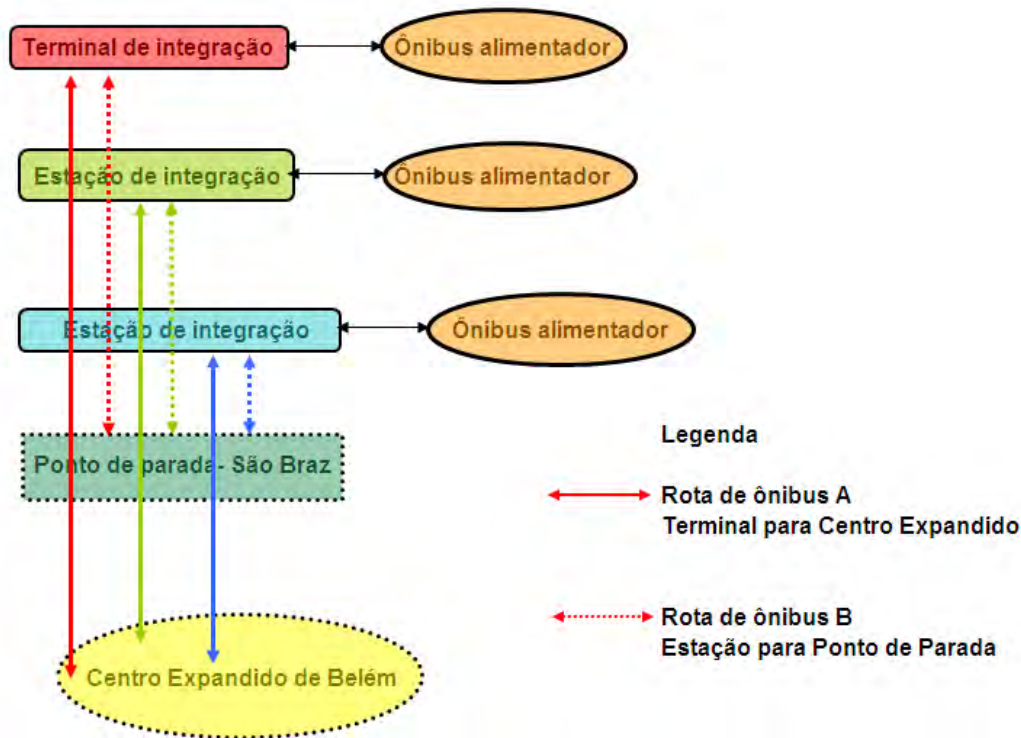 Terminal de integração
Ônibus alimentador
Estação de integração
Ônibus alimentador
Estação de integração
Ônibus alimentador
Ponto de parada- São Braz
Centro Expandido de Belém
Legenda
Rota de ônibus A
Terminal para Centro Expandido
Rota de ônibus B
Estação para Ponto de Parada